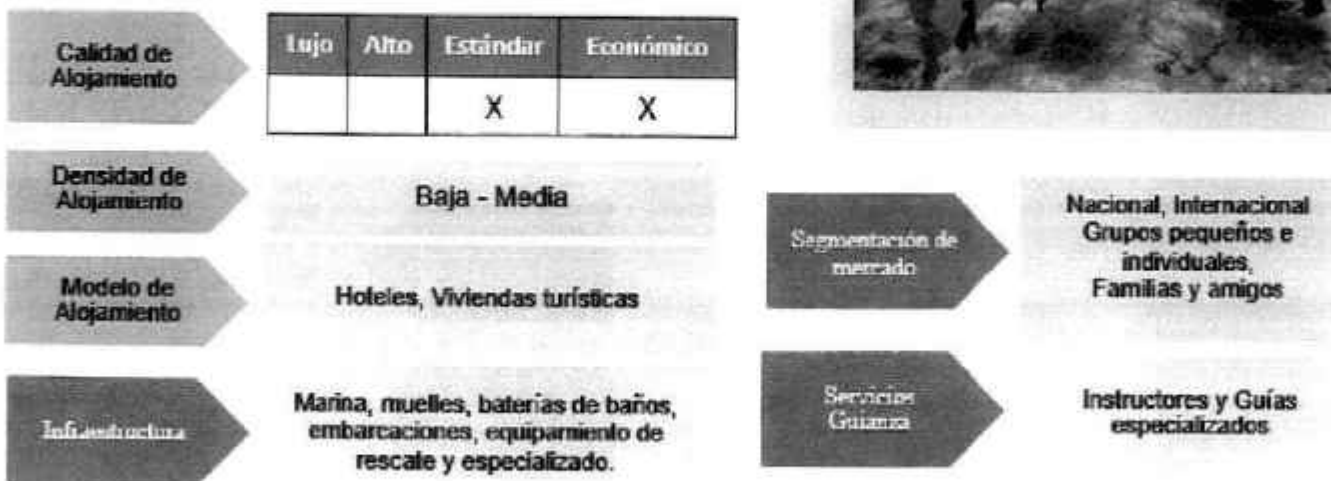 Calidad de
Alojamiento
Lujo Alto Estándar Económico
X X
Densidad de
Alojamiento
Baja - Media
Modelo de
Alojamiento
Hoteles, Viviendas turísticas
Infraestructura
Marina, muelles, baterías de baños,
embarcaciones, equipamiento de
rescate y especializado.
Segmentación de
mercado
Nacional, Internacional
Grupos pequeños e
individuales,
Familias y amigos
Servicios
Guianza
Instructores y Guías
especializados